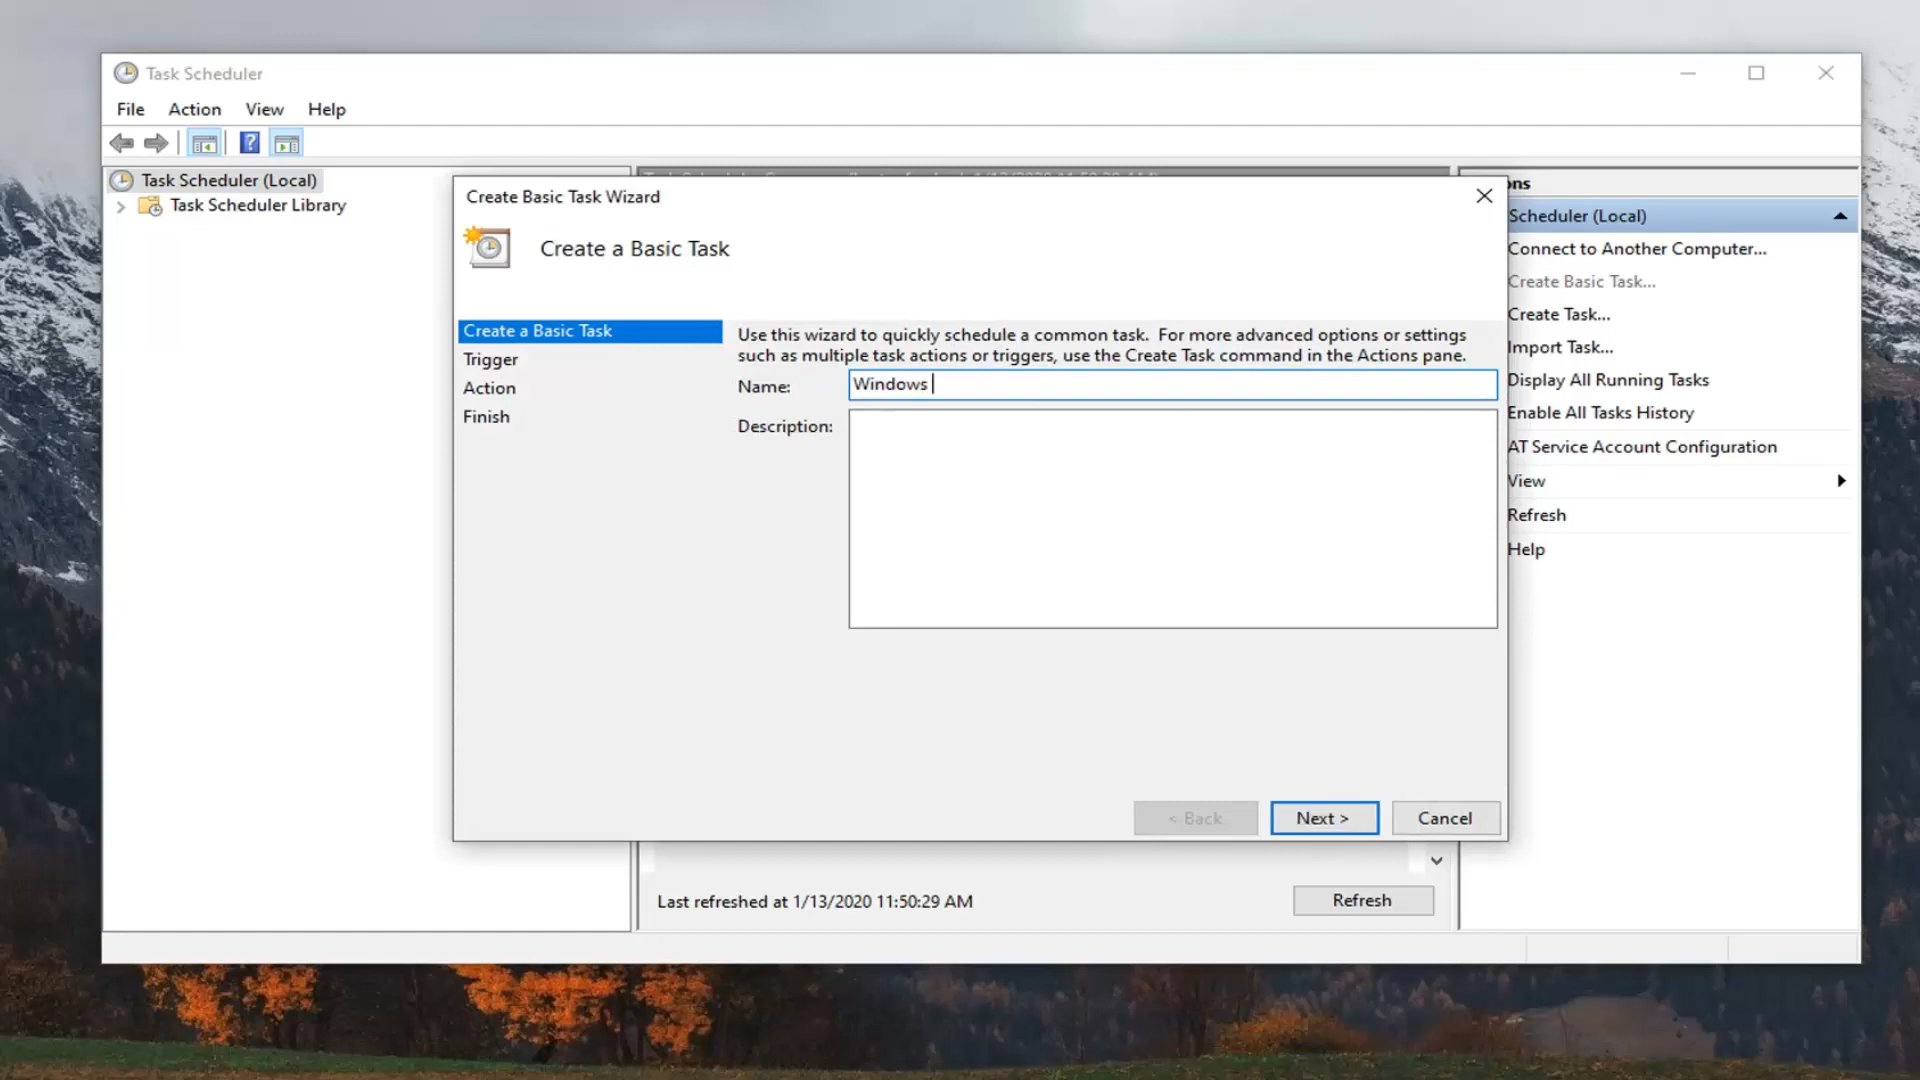 Task Scheduler
File Action View Help
Task Scheduler (Local)
Task Scheduler Library
Create Basic Task Wizard
Create a Basic Task
Create a Basic Task
Trigger
Action
Finish
Use this wizard to quickly schedule a common task. For more advanced options or settings
such as multiple task actions or triggers, use the Create Task command in the Actions pane.
Name: Windows
Description:
< Back Next > Cancel
Last refreshed at 1/13/2020 11:50:29 AM
Refresh
ons
Scheduler (Local)
Connect to Another Computer...
Create Basic Task...
Create Task...
Import Task...
Display All Running Tasks
Enable All Tasks History
AT Service Account Configuration
View
Refresh
Help